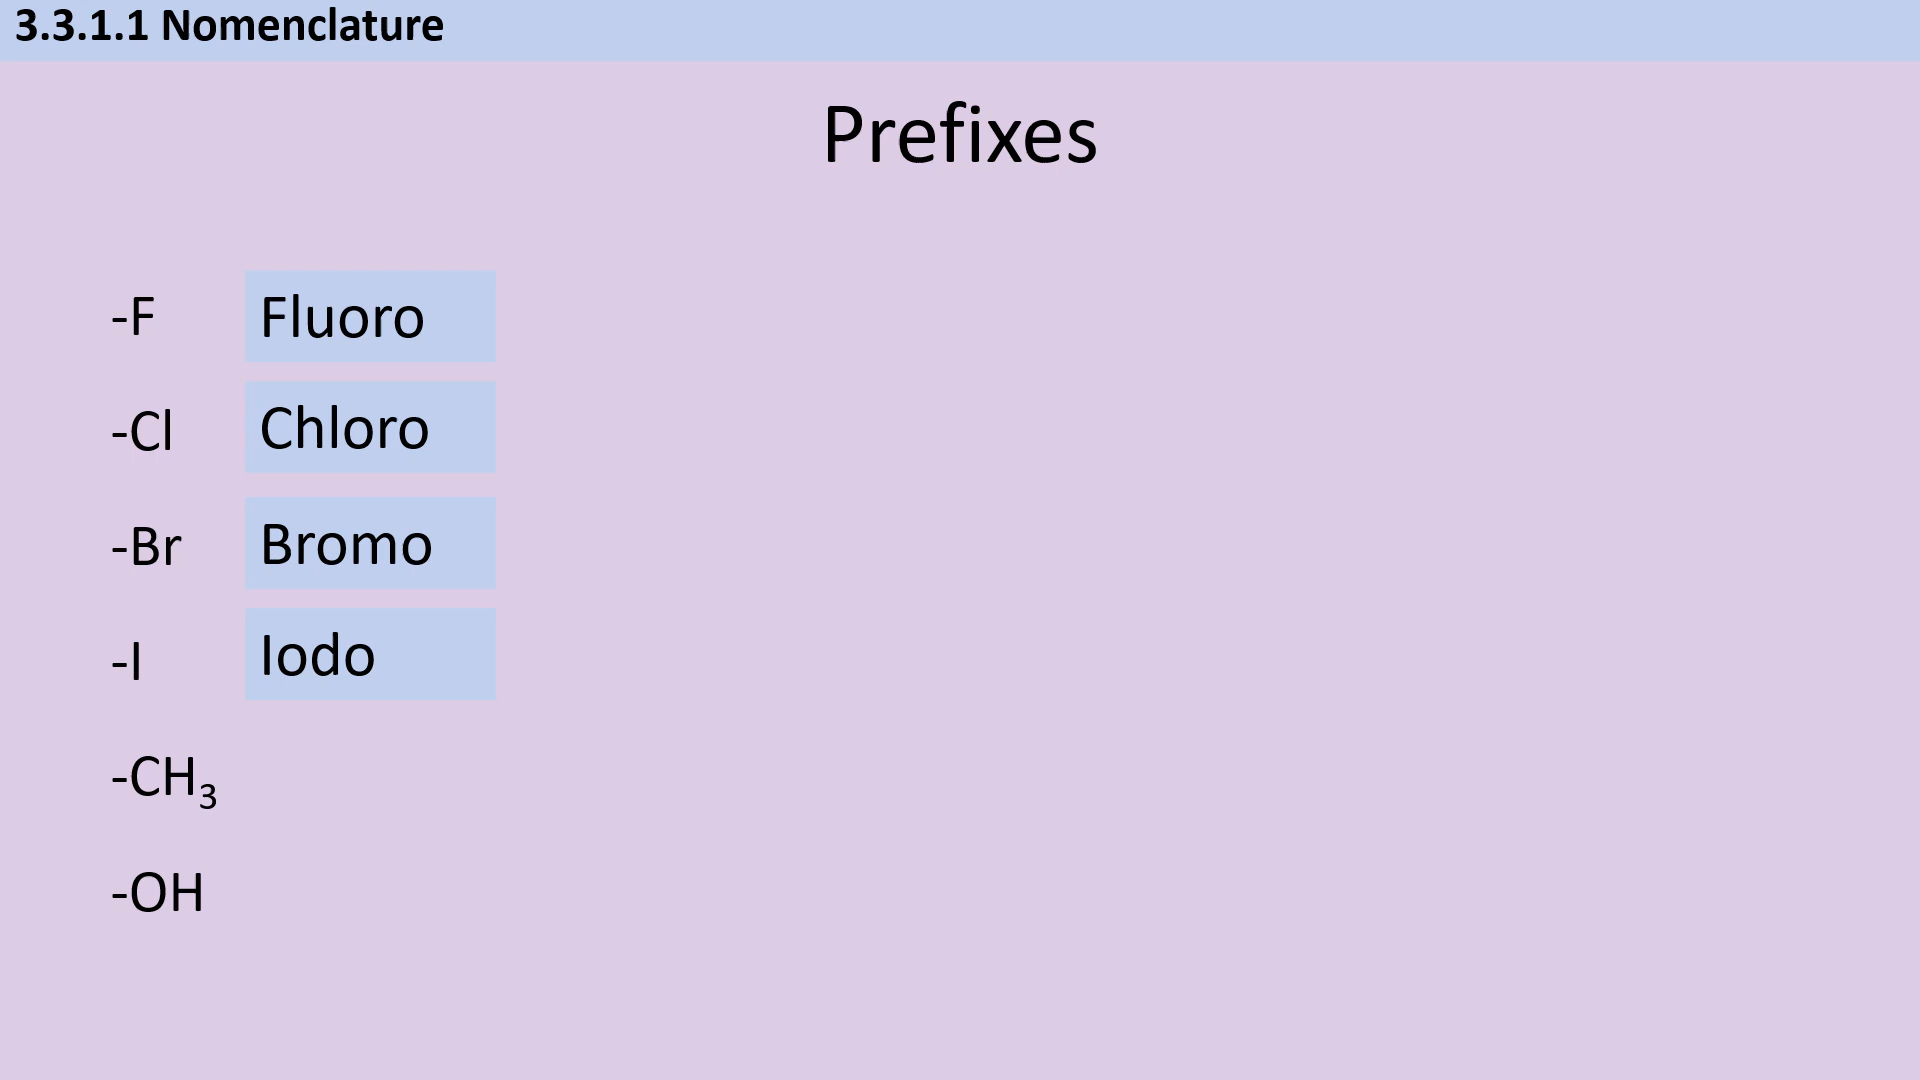 3.3.1.1 Nomenclature
Prefixes
-F Fluoro
-Cl Chloro
-Br Bromo
-I Iodo
-CH₃
-OH